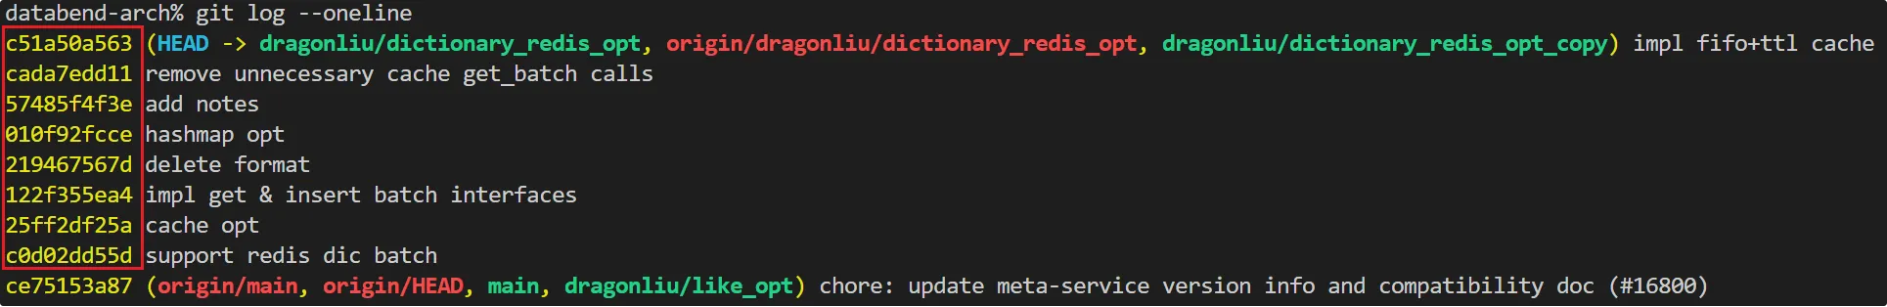 databend-arch% git log --oneline
c51a50a563 (HEAD -> dragonliu/dictionary_redis_opt, origin/dragonliu/dictionary_redis_opt, dragonliu/dictionary_redis_opt_copy) impl fifo+ttl cache
cada7edd11 remove unnecessary cache get_batch calls
57485f4f3e add notes
010f92fcce hashmap opt
219467567d delete format
122f355ea4 impl get & insert batch interfaces
25ff2df25a cache opt
c0d02dd55d support redis dic batch
ce75153a87 (origin/main, origin/HEAD, main, dragonliu/like_opt) chore: update meta-service version info and compatibility doc (#16800)